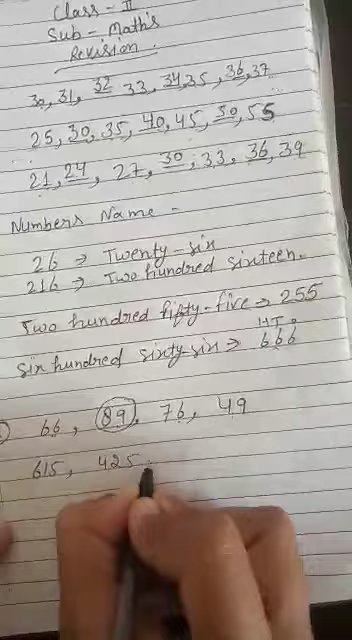 Class - II
Sub - Math's
Revision.
30, 31, 32 33, 34, 35, 36, 37
25, 30, 35, 40, 45, 50, 55
21, 24, 27, 30, 33, 36, 39
Numbers Name -
26 ⇒ Twenty-six
216 ⇒ Two hundred sixteen.
Two hundred fifty-five ⇒ 255
H T O
Six hundred sixty-six ⇒ 666
66, 89, 76, 49
615, 425